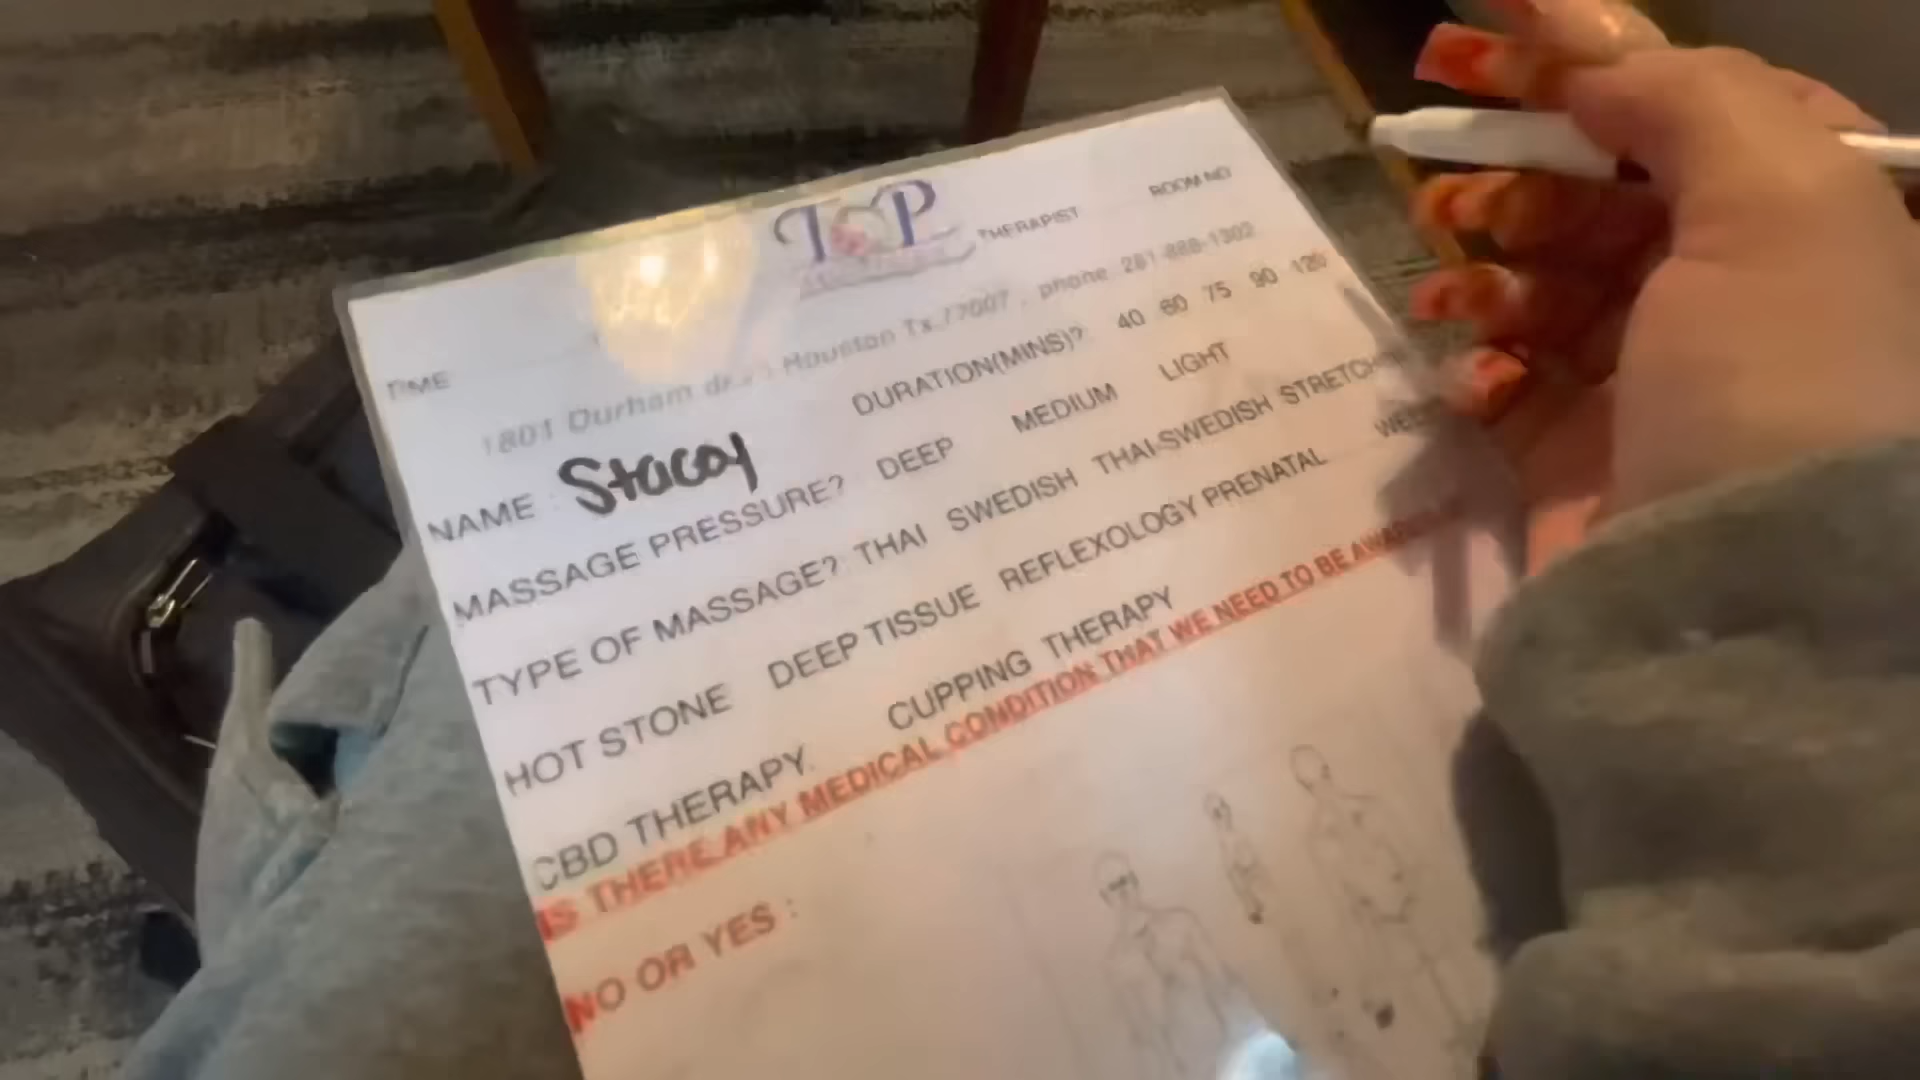 TOP
THERAPIST ROOM NO
TIME
1801 Durham dr Houston Tx 77007 , phone 281-888-1302
NAME : Stacey DURATION(MINS)? 40 60 75 90 120
MASSAGE PRESSURE? DEEP MEDIUM LIGHT
TYPE OF MASSAGE? THAI SWEDISH THAI-SWEDISH STRETCH
HOT STONE DEEP TISSUE REFLEXOLOGY PRENATAL
CBD THERAPY. CUPPING THERAPY
IS THERE ANY MEDICAL CONDITION THAT WE NEED TO BE AWARE
NO OR YES :